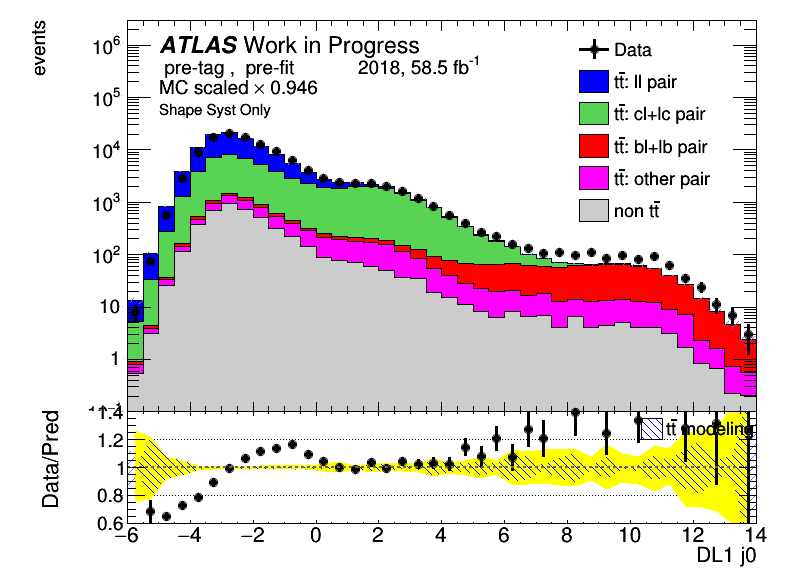 events
10⁶
10⁵
10⁴
10³
10²
10
1
ATLAS Work in Progress
pre-tag , pre-fit 2018, 58.5 fb⁻¹
MC scaled × 0.946
Shape Syst Only
Data
tt̄: ll pair
tt̄: cl+lc pair
tt̄: bl+lb pair
tt̄: other pair
non tt̄
Data/Pred
1.4
1.2
1
0.8
0.6
tt̄ modeling
−6 −4 −2 0 2 4 6 8 10 12 14
DL1 j0